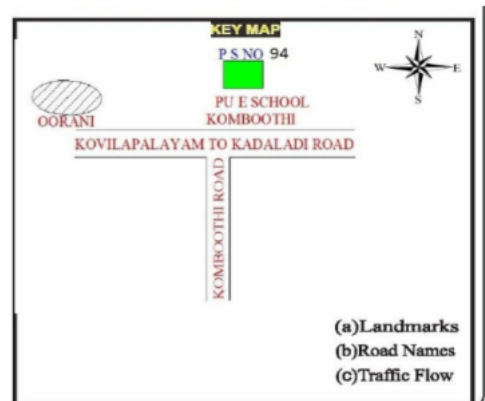 KEY MAP
P.S.NO 94
N
W
E
S
PU E SCHOOL
KOMBOOTHI
OORANI
KOVILAPALAYAM TO KADALADI ROAD
KOMBOOTHI ROAD
(a)Landmarks
(b)Road Names
(c)Traffic Flow